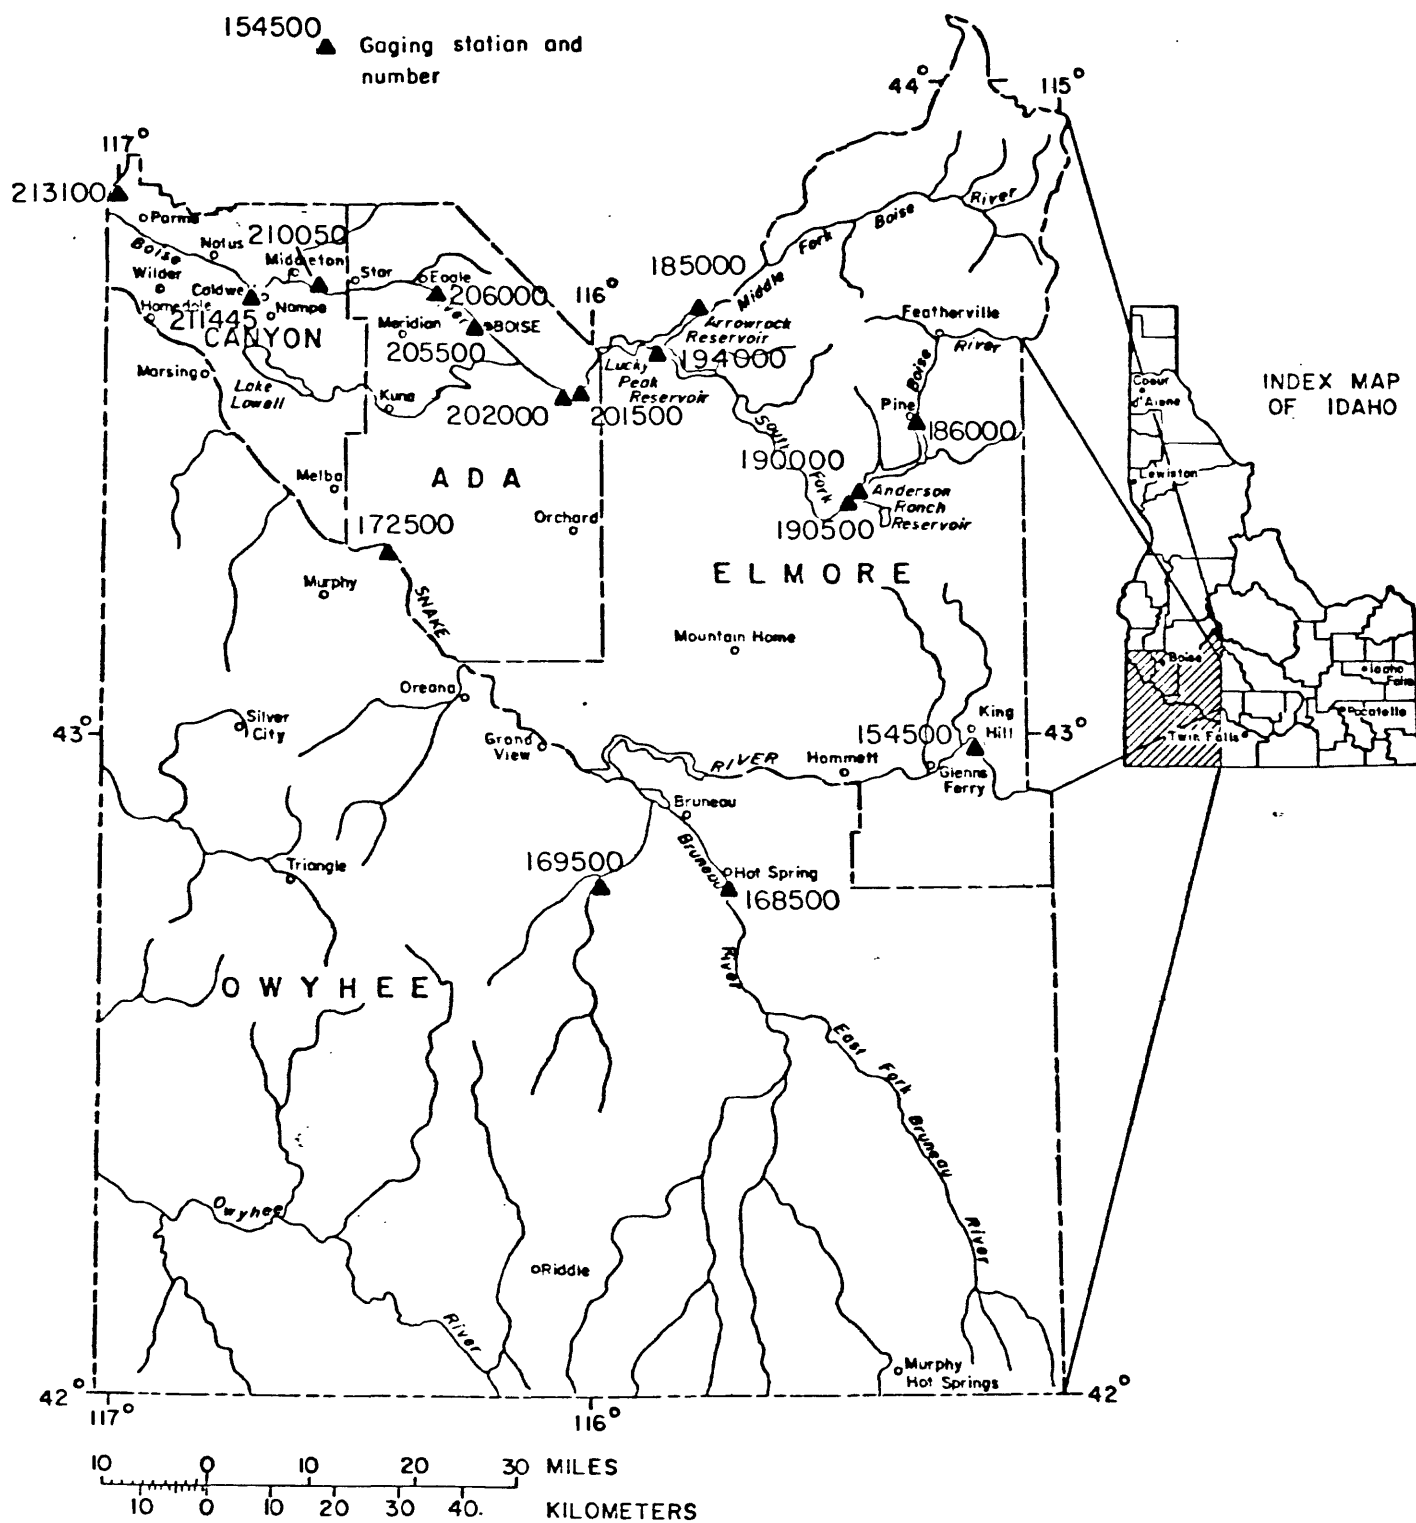 154500
Gaging station and
number
44°
115°
117°
213100
Parma
Boise
Notus
210050
Wilder
Middleton
Star
Eagle
Caldwell
Homedale
Nampa
211445
206000
River
BOISE
CANYON
Meridian
205500
116°
185000
Middle Fork Boise River
Arrowrock
Reservoir
194000
Featherville
River
Boise
Marsing
Lake
Lowell
Kuna
Lucky
Peak
Reservoir
202000
201500
Pine
186000
South Fork
190000
Anderson
Ranch
Reservoir
190500
Melba
ADA
172500
Orchard
Murphy
SNAKE
ELMORE
Mountain Home
Oreana
Silver
City
43°
Grand
View
RIVER
Hammett
154500
King
Hill
43°
Glenns
Ferry
Bruneau
Bruneau
Triangle
169500
Hot Spring
168500
River
OWYHEE
East Fork Bruneau River
Owyhee
River
Riddle
Murphy
Hot Springs
42°
42°
117°
116°
10 0 10 20 30 MILES
10 0 10 20 30 40. KILOMETERS
INDEX MAP
OF IDAHO
Coeur
d'Alene
Lewiston
Boise
Idaho
Falls
Pocatello
Twin Falls